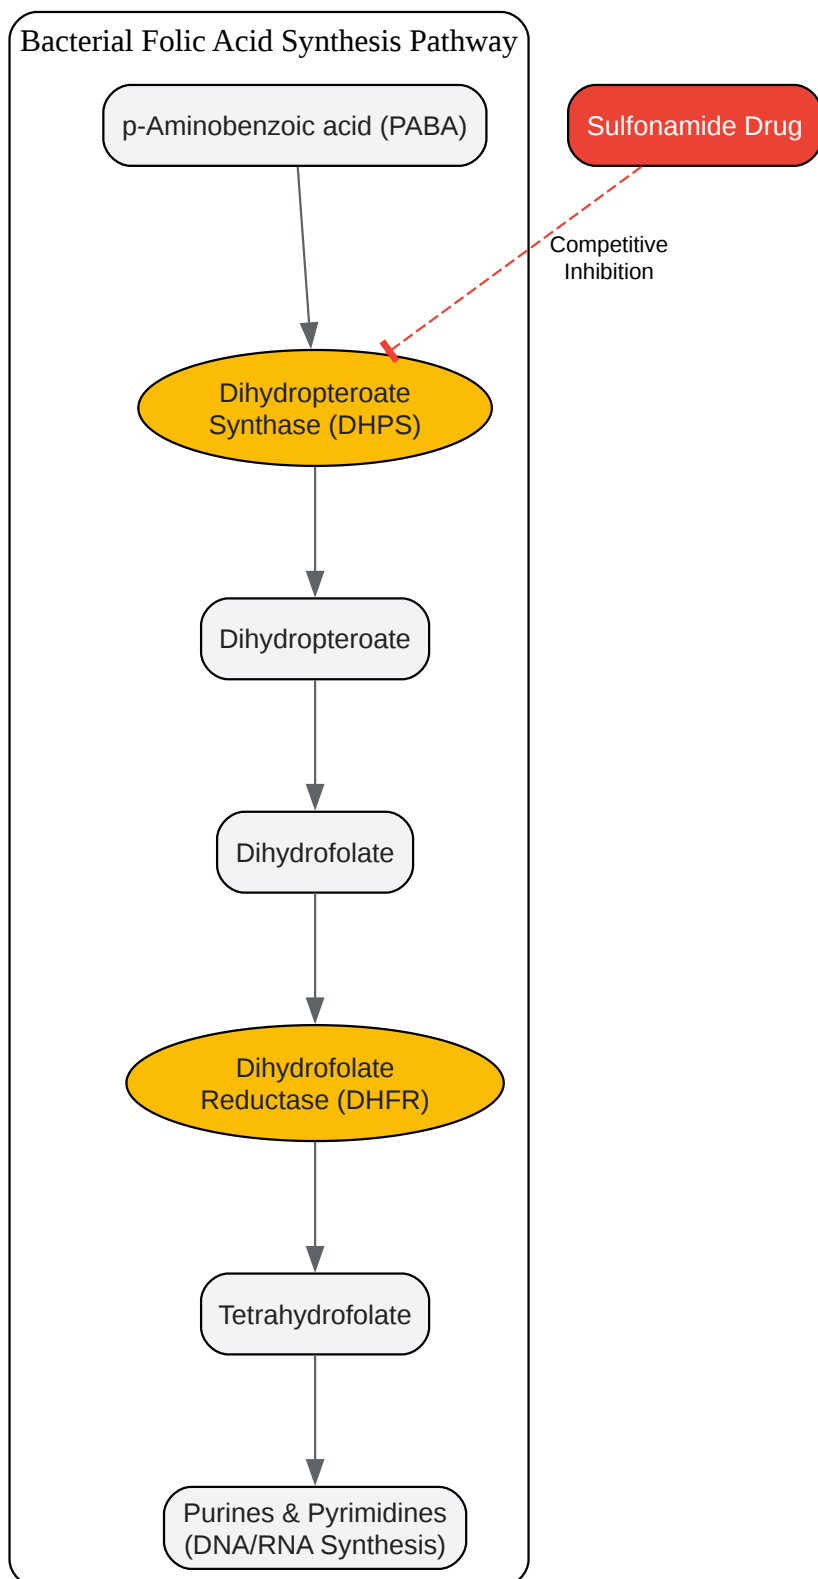 Bacterial Folic Acid Synthesis Pathway
p-Aminobenzoic acid (PABA)
Sulfonamide Drug
Competitive
Inhibition
Dihydropteroate
Synthase (DHPS)
Dihydropteroate
Dihydrofolate
Dihydrofolate
Reductase (DHFR)
Tetrahydrofolate
Purines & Pyrimidines
(DNA/RNA Synthesis)